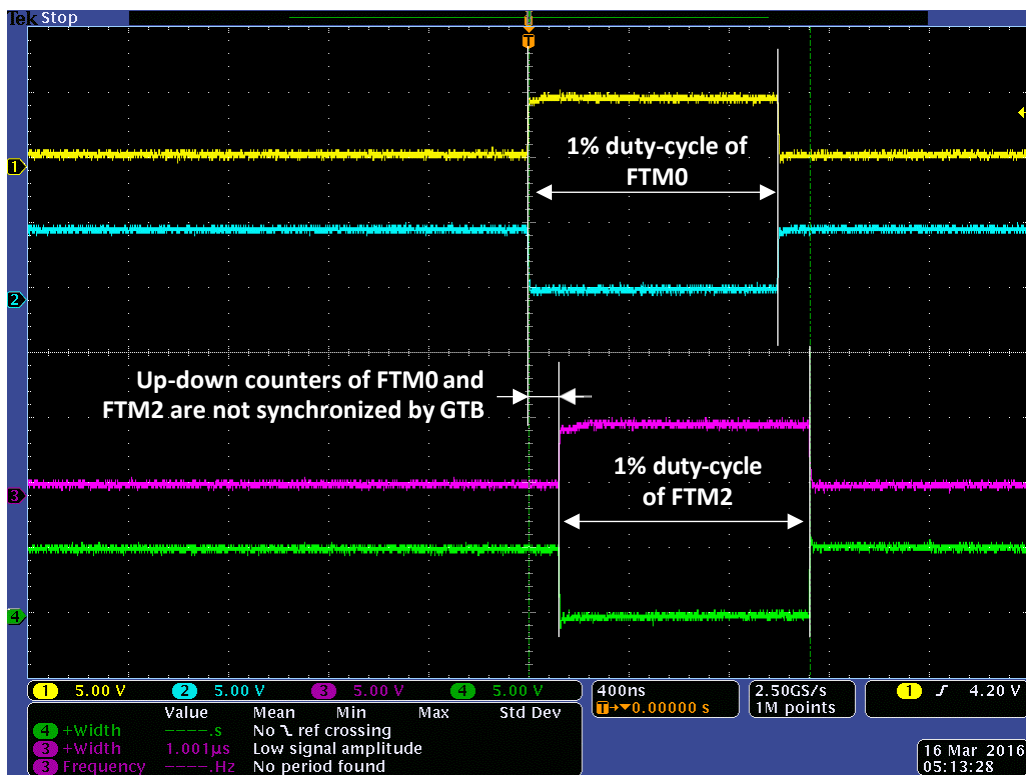 Tek Stop
T
1% duty-cycle of
FTM0
1
2
Up-down counters of FTM0 and
FTM2 are not synchronized by GTB
1% duty-cycle
of FTM2
3
4
1 5.00 V 2 5.00 V 3 5.00 V 4 5.00 V
400ns
T→▼0.00000 s
2.50GS/s
1M points
1 ʃ 4.20 V
Value Mean Min Max Std Dev
4 +Width ----.s No ↴ ref crossing
3 +Width 1.001µs Low signal amplitude
3 Frequency ----.Hz No period found
16 Mar 2016
05:13:28